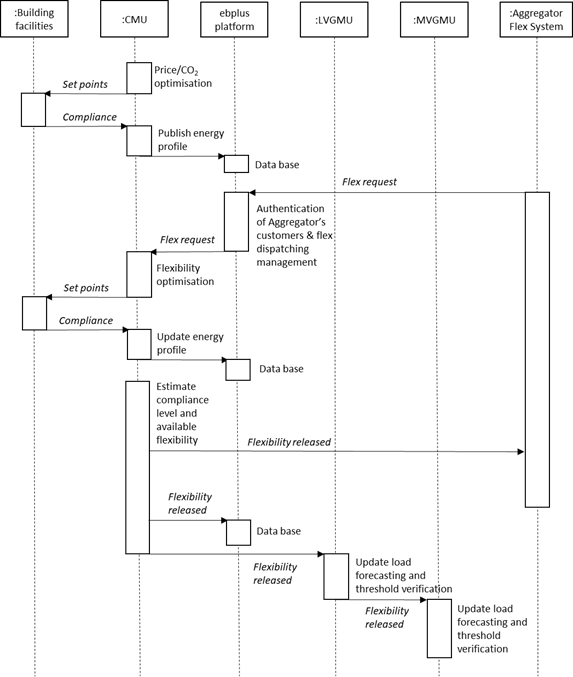 :Building
facilities
:CMU
ebplus
platform
:LVGMU
:MVGMU
:Aggregator
Flex System
Price/CO₂
optimisation
Set points
Compliance
Publish energy
profile
Data base
Flex request
Authentication
of Aggregator's
customers & flex
dispatching
management
Flex request
Flexibility
optimisation
Set points
Compliance
Update energy
profile
Data base
Estimate
compliance
level and
available
flexibility
Flexibility released
Flexibility
released
Data base
Flexibility
released
Update load
forecasting and
threshold verification
Flexibility
released
Update load
forecasting and
threshold
verification